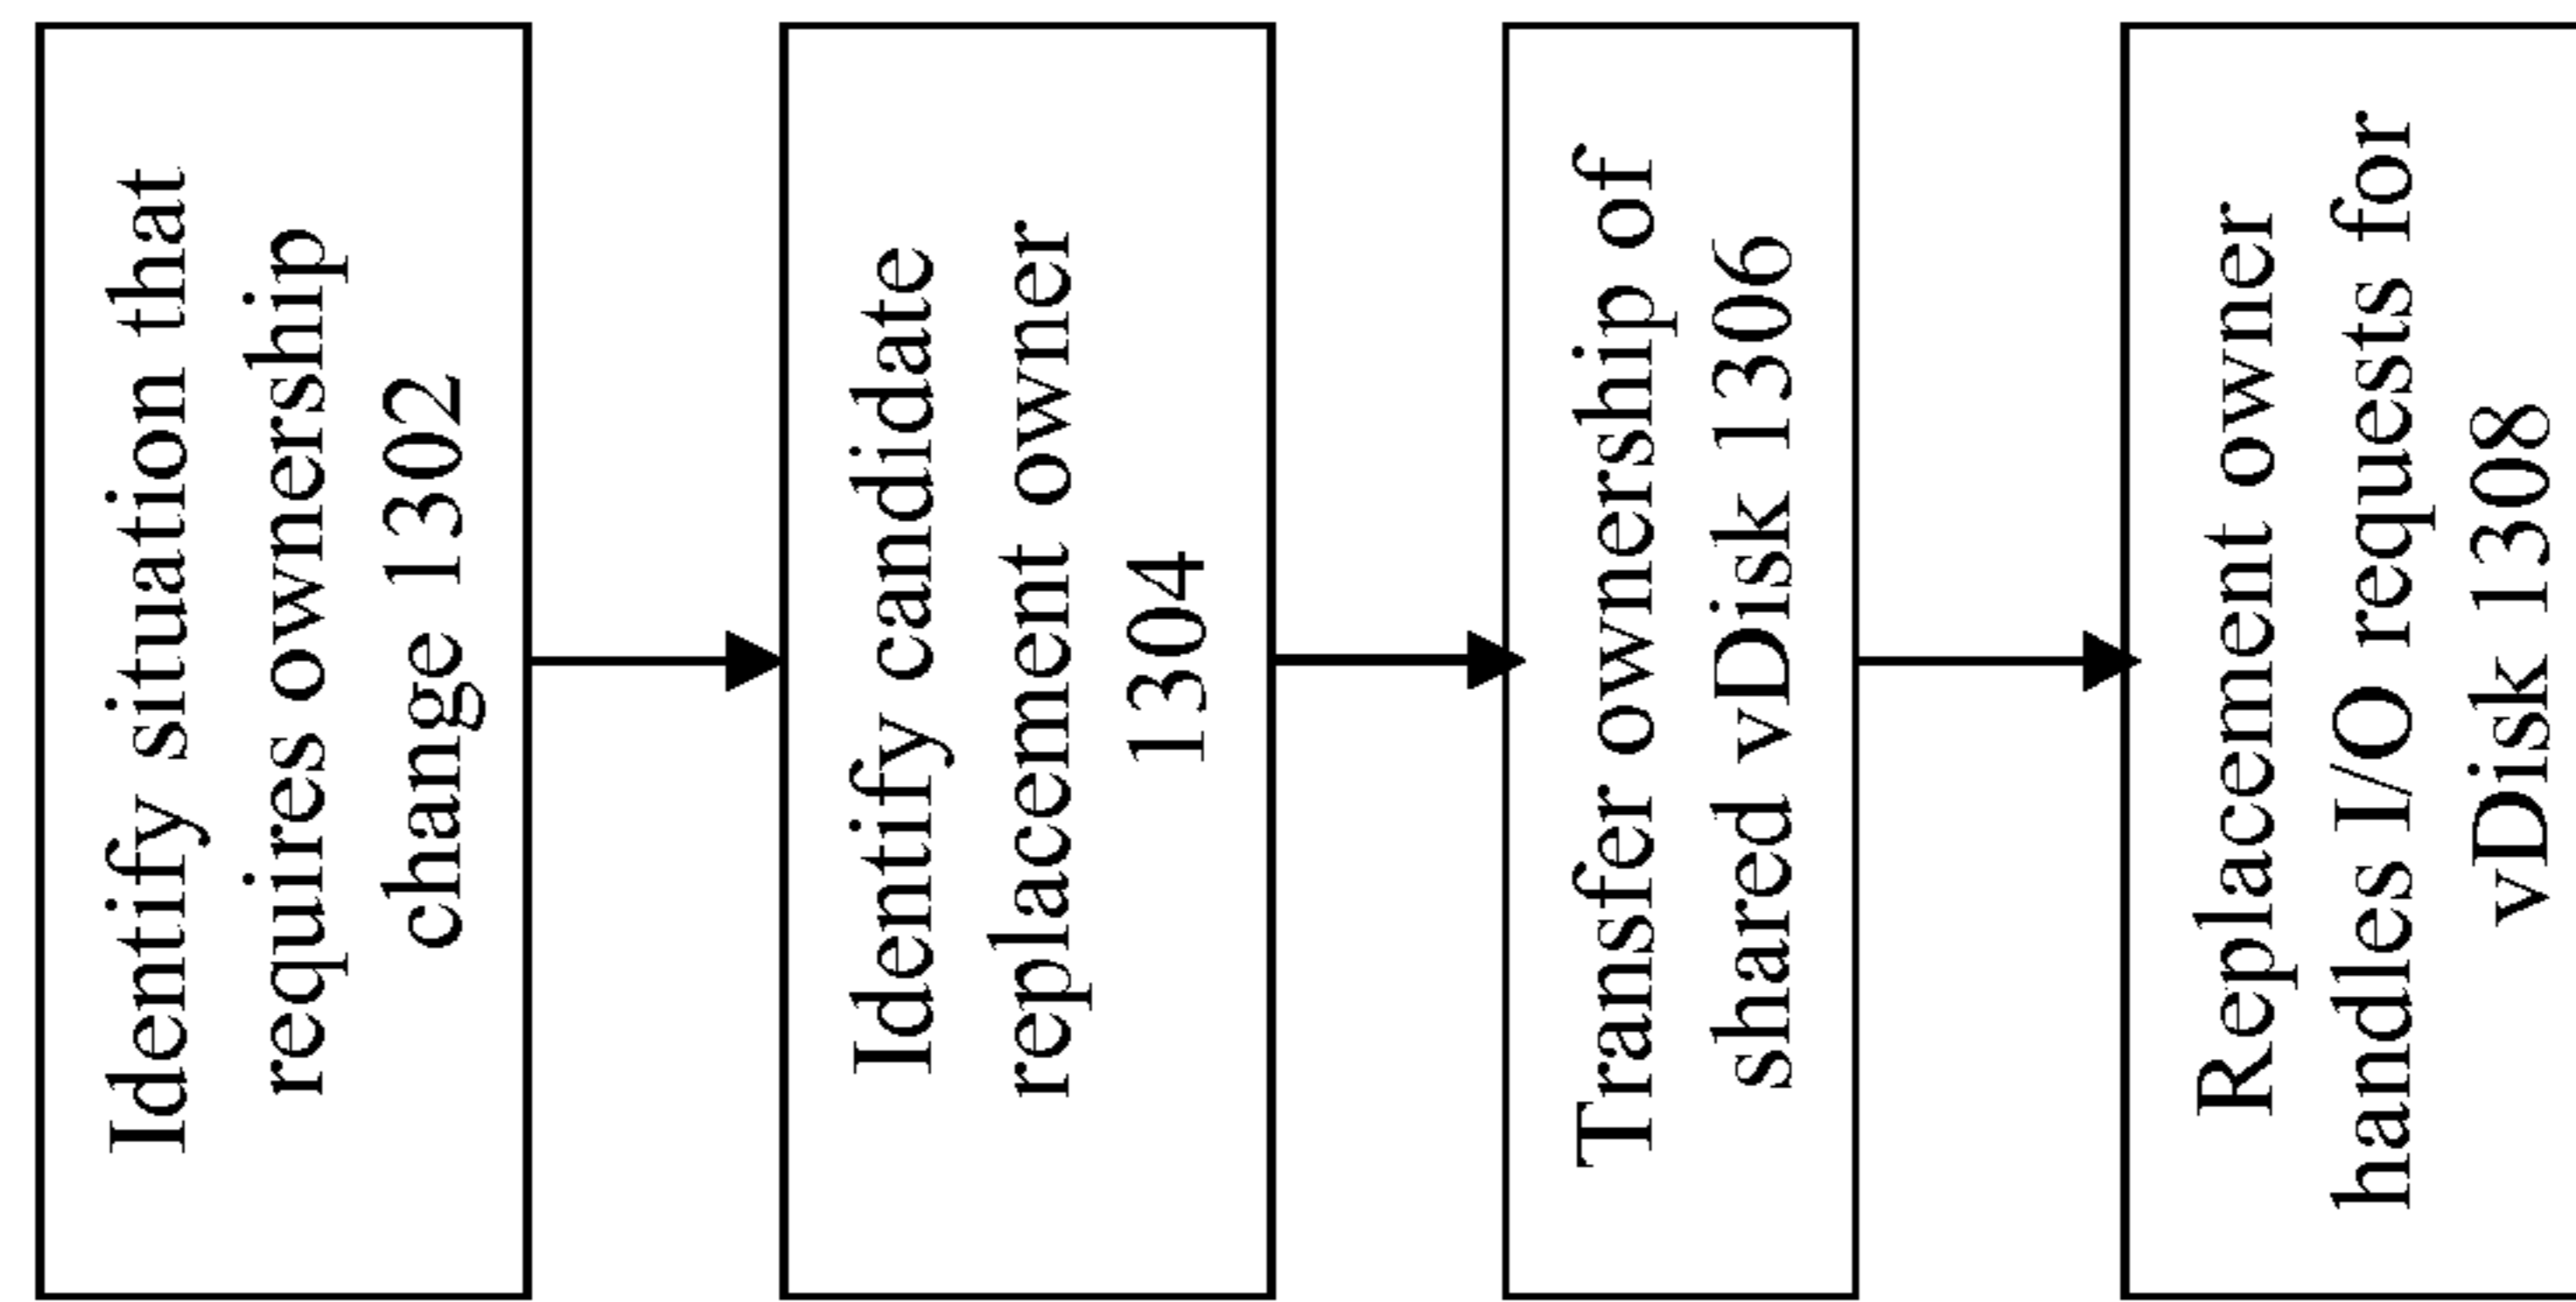 Identify situation that
requires ownership
change 1302
Identify candidate
replacement owner
1304
Transfer ownership of
shared vDisk 1306
Replacement owner
handles I/O requests for
vDisk 1308